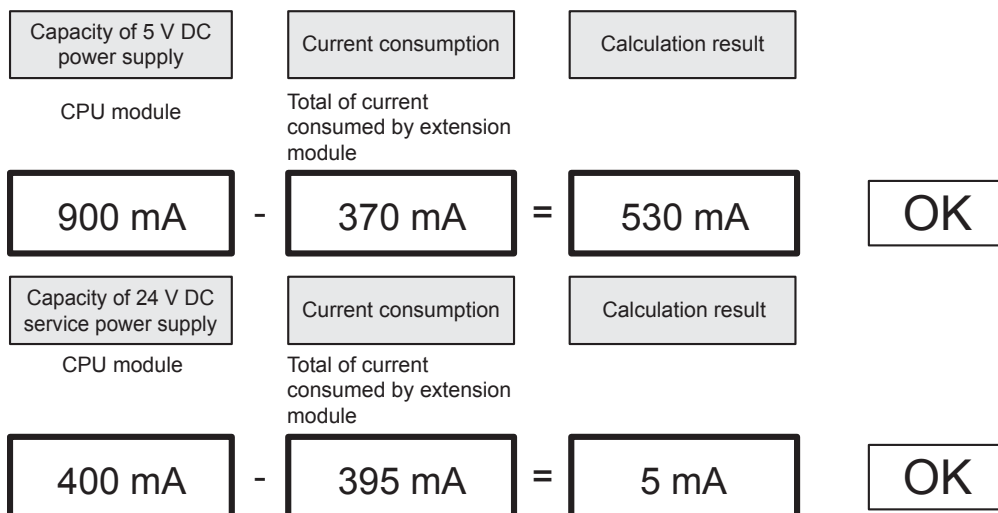 Capacity of 5 V DC
power supply
Current consumption
Calculation result
CPU module
Total of current
consumed by extension
module
900 mA - 370 mA = 530 mA OK
Capacity of 24 V DC
service power supply
Current consumption
Calculation result
CPU module
Total of current
consumed by extension
module
400 mA - 395 mA = 5 mA OK